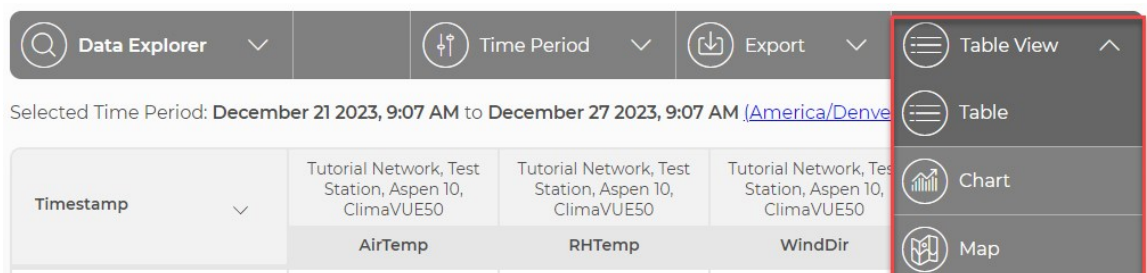 Data Explorer
Time Period
Export
Table View
Selected Time Period: December 21 2023, 9:07 AM to December 27 2023, 9:07 AM (America/Denve
Table
Chart
Map
Timestamp
Tutorial Network, Test
Station, Aspen 10,
ClimaVUE50
AirTemp
Tutorial Network, Test
Station, Aspen 10,
ClimaVUE50
RHTemp
Tutorial Network, Tes
Station, Aspen 10,
ClimaVUE50
WindDir